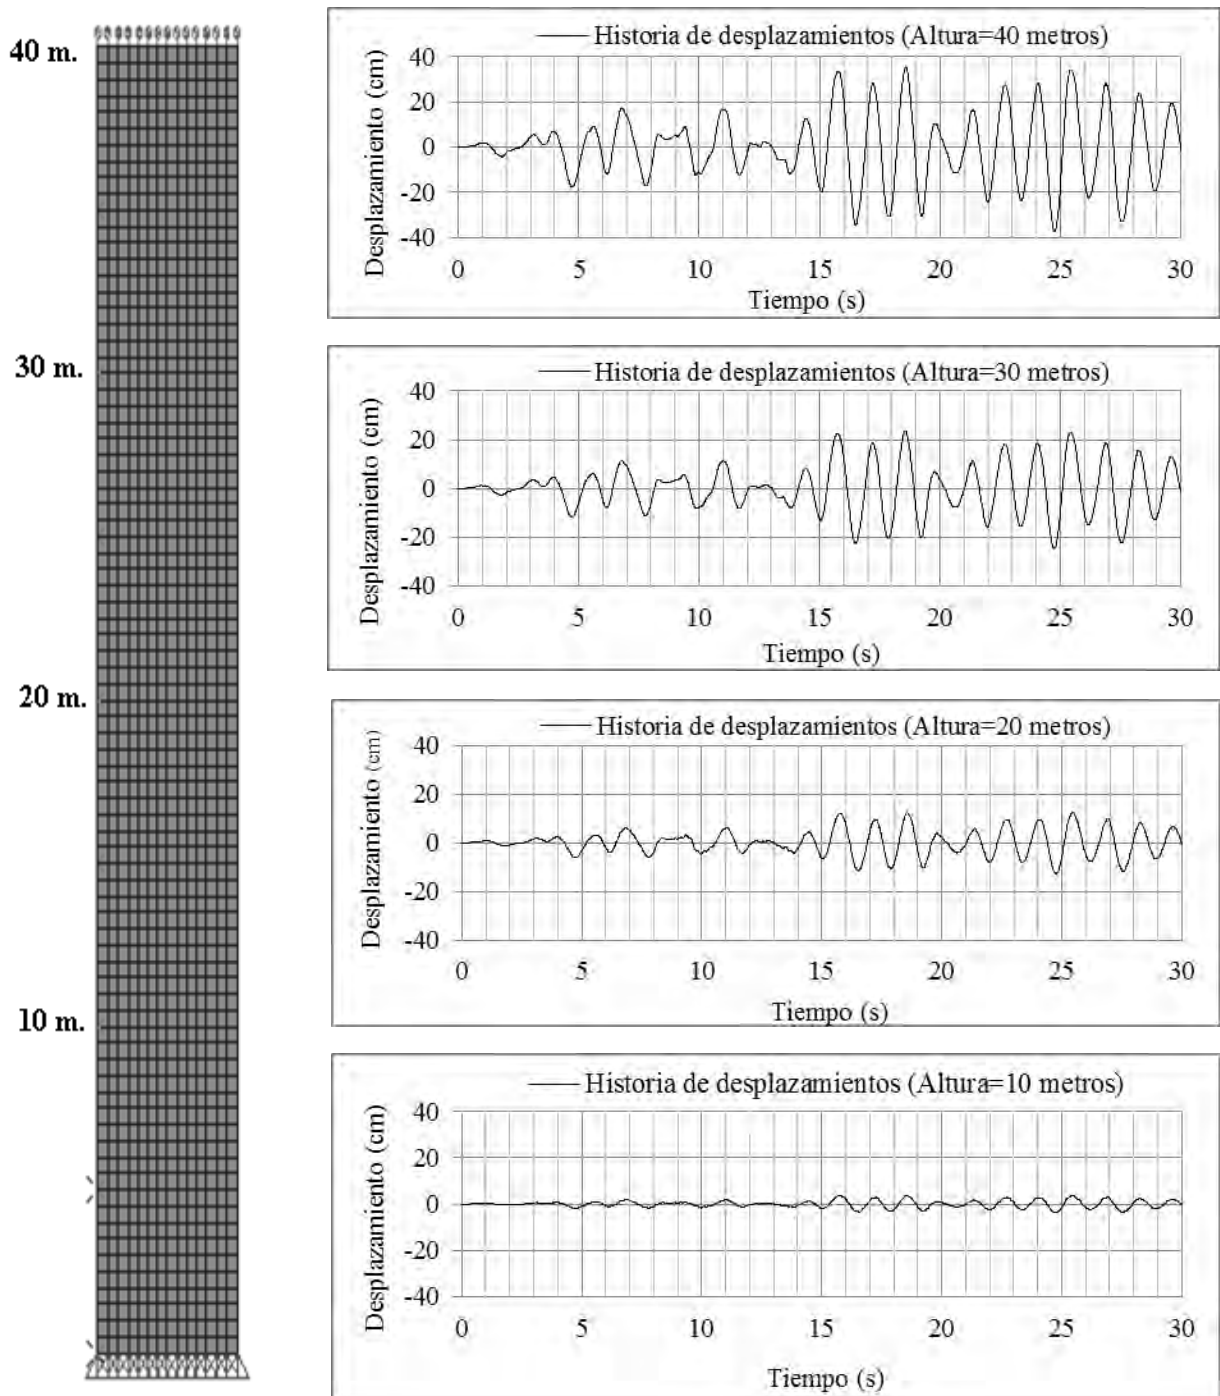 40 m.
30 m.
20 m.
10 m.
Historia de desplazamientos (Altura=40 metros)
Desplazamiento (cm)
40
20
0
-20
-40
0 5 10 15 20 25 30
Tiempo (s)
Historia de desplazamientos (Altura=30 metros)
Desplazamiento (cm)
40
20
0
-20
-40
0 5 10 15 20 25 30
Tiempo (s)
Historia de desplazamientos (Altura=20 metros)
Desplazamiento (cm)
40
20
0
-20
-40
0 5 10 15 20 25 30
Tiempo (s)
Historia de desplazamientos (Altura=10 metros)
Desplazamiento (cm)
40
20
0
-20
-40
0 5 10 15 20 25 30
Tiempo (s)